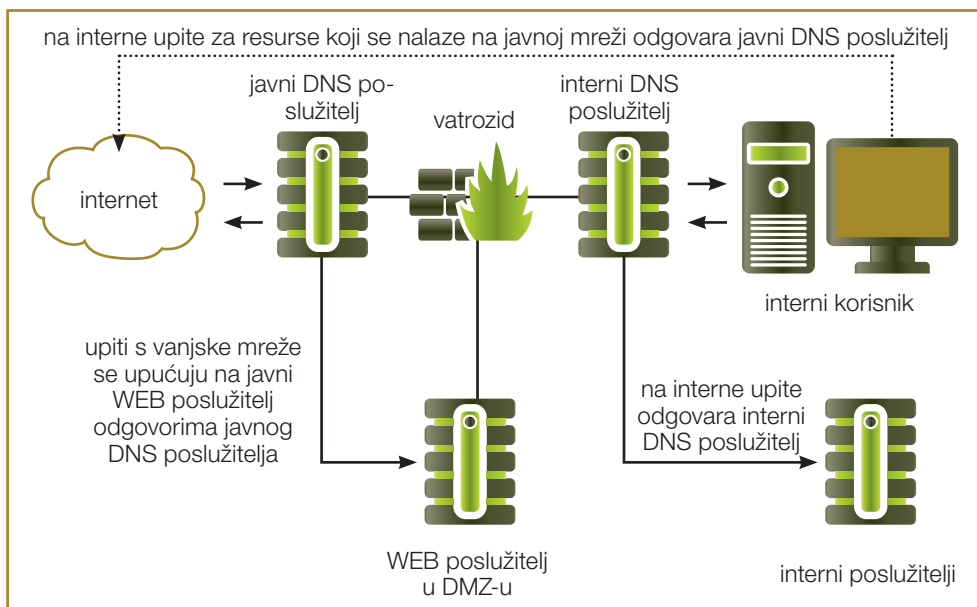 na interne upite za resurse koji se nalaze na javnoj mreži odgovara javni DNS poslužitelj
javni DNS po-
služitelj
vatrozid
interni DNS
poslužitelj
internet
interni korisnik
upiti s vanjske mreže
se upućuju na javni
WEB poslužitelj
odgovorima javnog
DNS poslužitelja
na interne upite
odgovara interni
DNS poslužitelj
WEB poslužitelj
u DMZ-u
interni poslužitelji